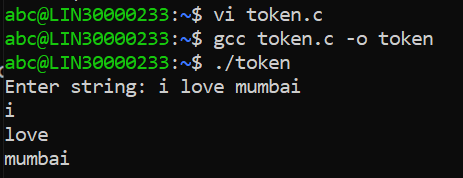 abc@LIN30000233:~$ vi token.c
abc@LIN30000233:~$ gcc token.c -o token
abc@LIN30000233:~$ ./token
Enter string: i love mumbai
i
love
mumbai